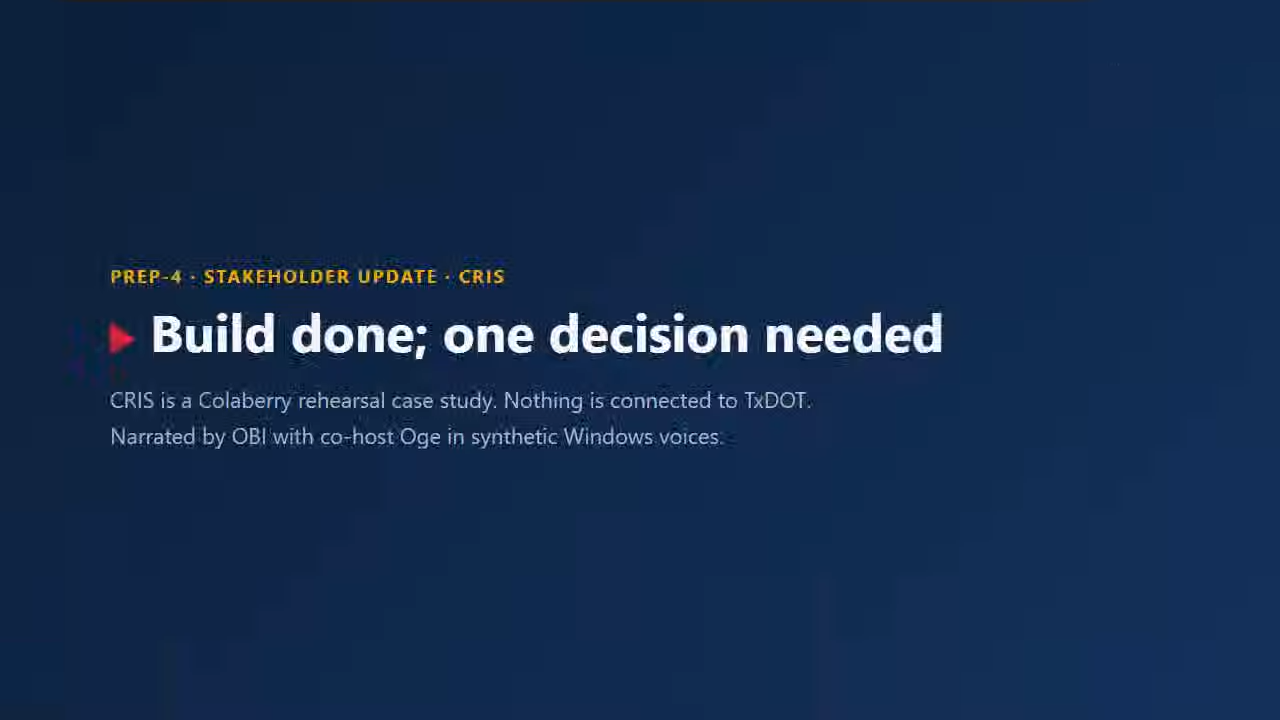 PREP-4 · STAKEHOLDER UPDATE · CRIS
Build done; one decision needed
CRIS is a Colaberry rehearsal case study. Nothing is connected to TxDOT.
Narrated by OBI with co-host Oge in synthetic Windows voices.